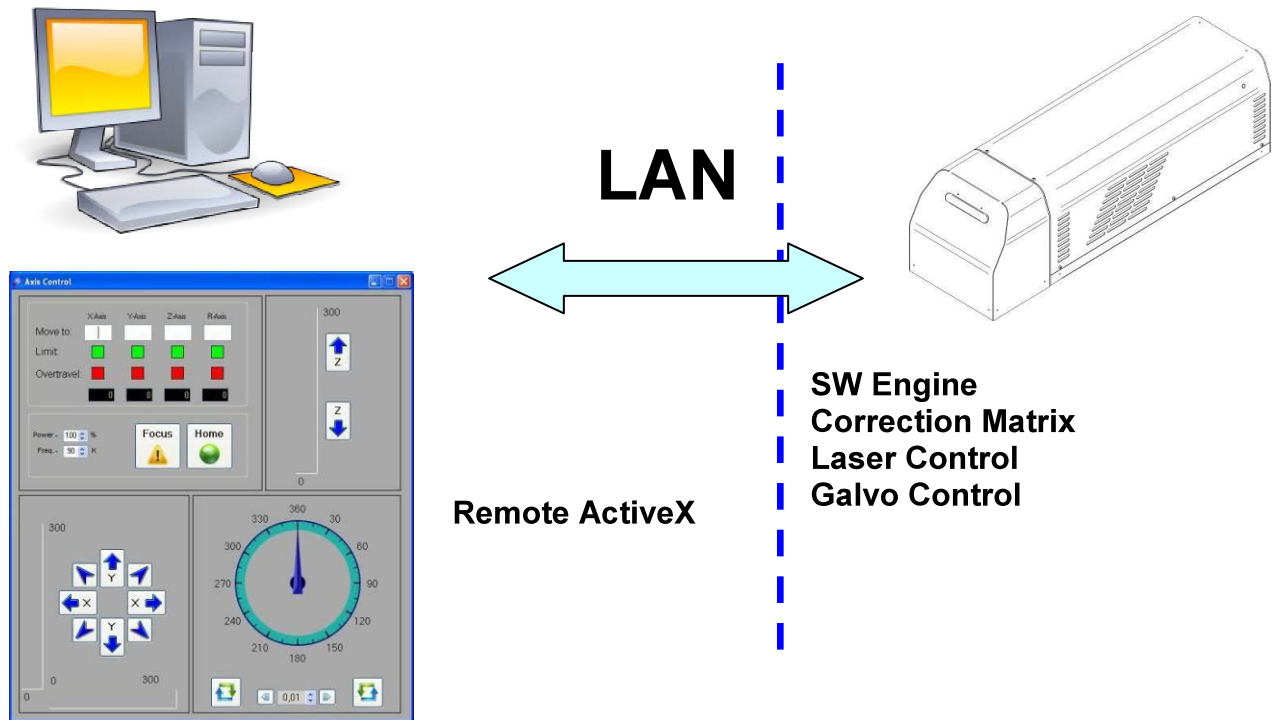 LAN
Axis Control
X-Axis Y-Axis Z-Axis R-Axis
Move to:
Limit:
Overtravel:
0 0 0 0
Power - 100 %
Freq. - 50 K
Focus
Home
300
Z
Z
0
300
Y
X X
Y
0
0 300
360
330 30
300 60
270 90
240 120
210 150
180
0,01
Remote ActiveX
SW Engine
Correction Matrix
Laser Control
Galvo Control